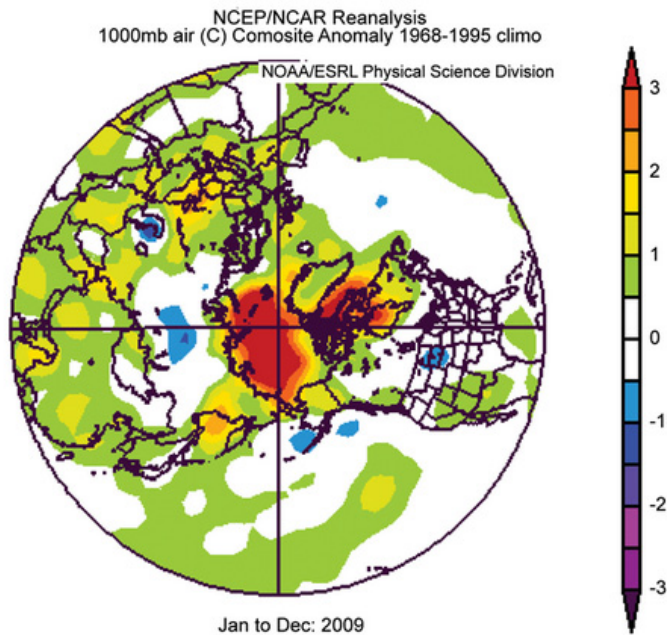 NCEP/NCAR Reanalysis
1000mb air (C) Comosite Anomaly 1968-1995 climo
NOAA/ESRL Physical Science Division
3
2
1
0
-1
-2
-3
Jan to Dec: 2009